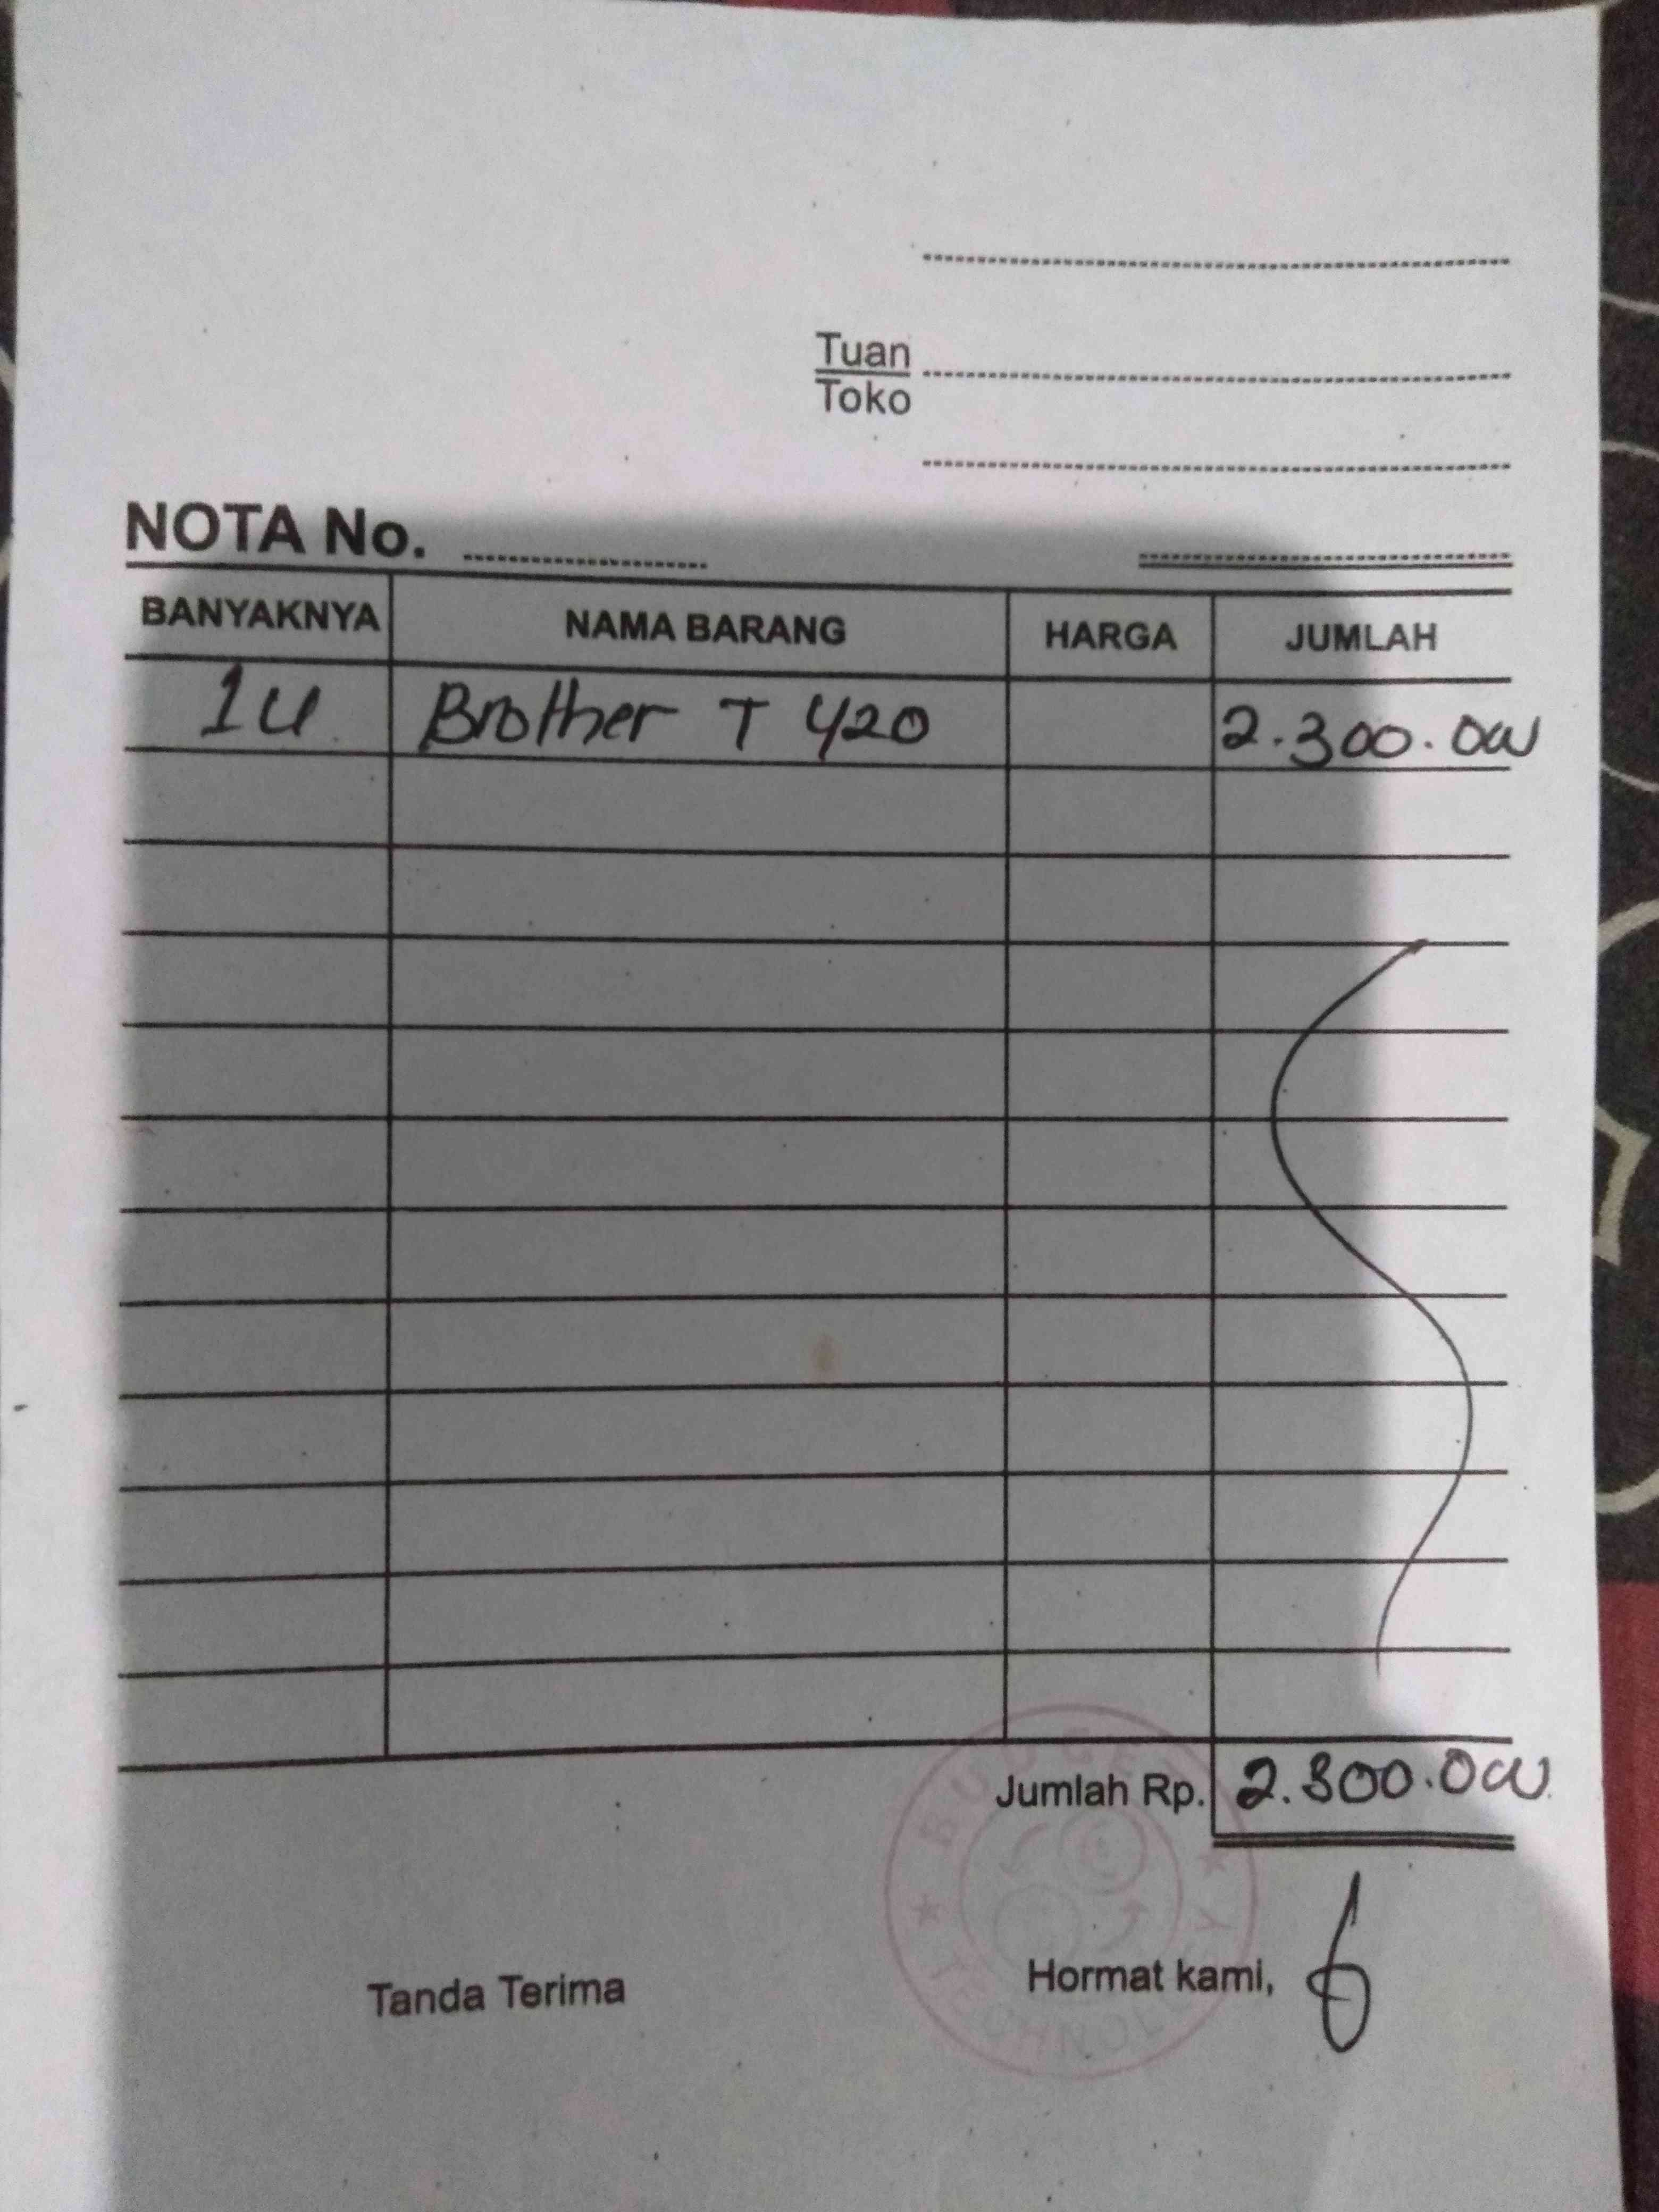 Tuan
Toko
NOTA No.
BANYAKNYA NAMA BARANG HARGA JUMLAH
1U Brother T 420 2.300.000
Jumlah Rp. 2.300.000
Tanda Terima Hormat kami,
BUDGET